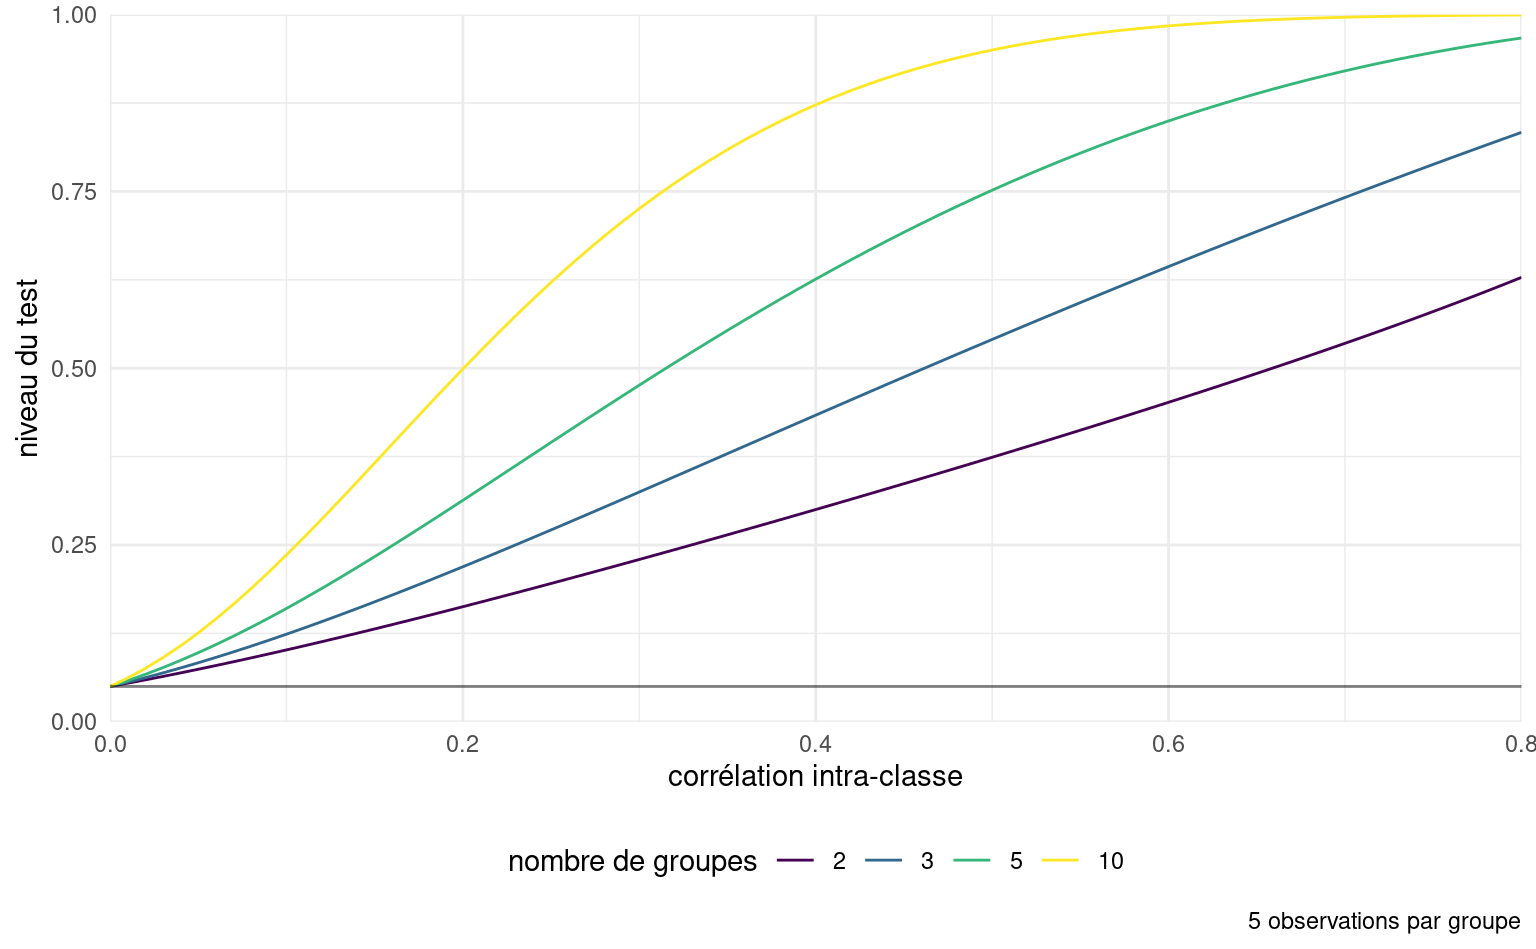 1.00
0.75
0.50
0.25
0.00
niveau du test
0.0 0.2 0.4 0.6 0.8
corrélation intra-classe
nombre de groupes 2 3 5 10
5 observations par groupe